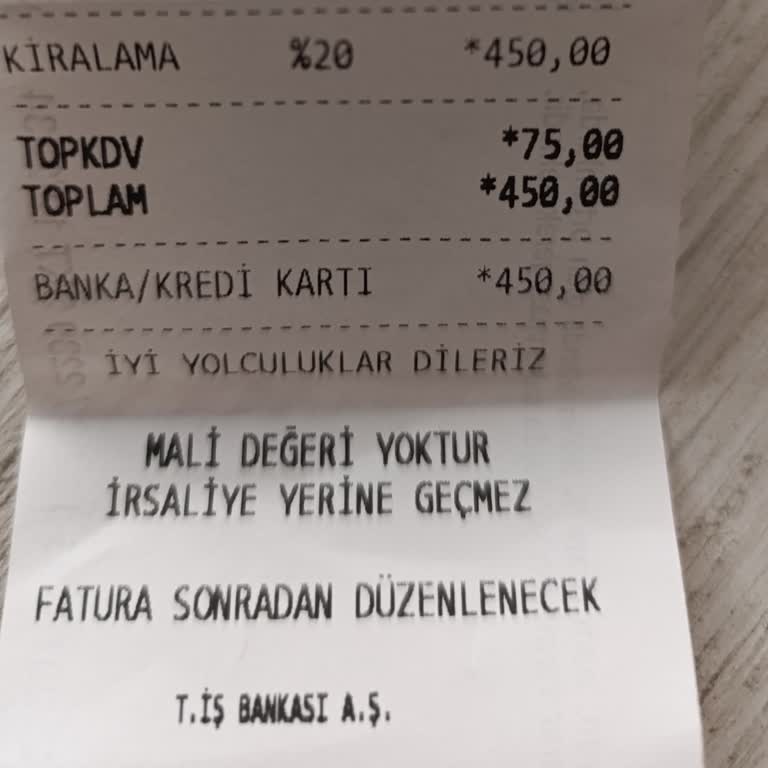 KİRALAMA %20 *450,00
TOPKDV *75,00
TOPLAM *450,00
BANKA/KREDİ KARTI *450,00
İYİ YOLCULUKLAR DİLERİZ
MALİ DEĞERİ YOKTUR
İRSALİYE YERİNE GEÇMEZ
FATURA SONRADAN DÜZENLENECEK
T.İŞ BANKASI A.Ş.